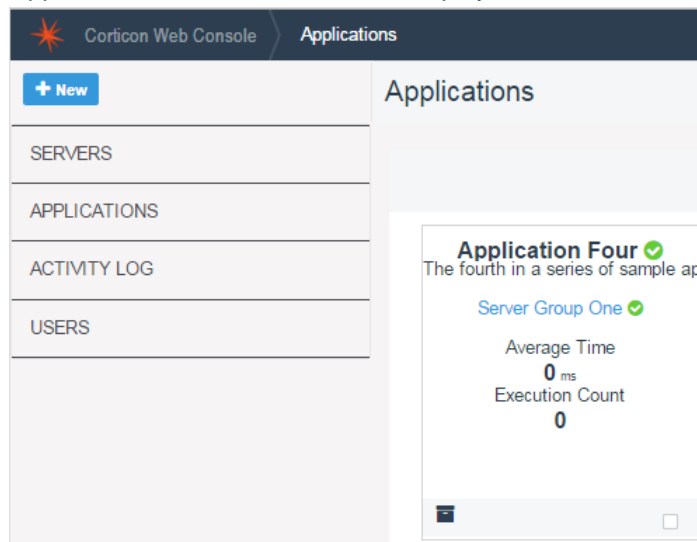 Corticon Web Console
Applications
+ New
Applications
SERVERS
APPLICATIONS
ACTIVITY LOG
USERS
Application Four
The fourth in a series of sample ap
Server Group One
Average Time
0 ms
Execution Count
0